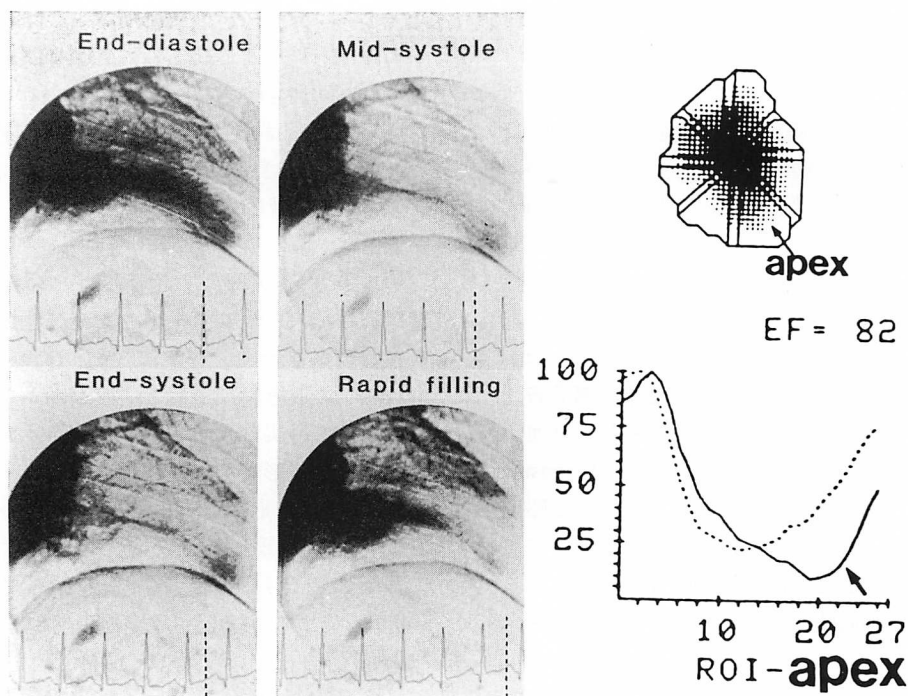 End-diastole
Mid-systole
End-systole
Rapid filling
apex
EF= 82
100
75
50
25
10 20 27
ROI-apex